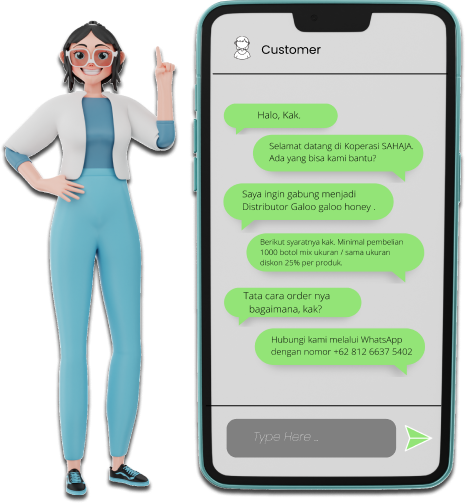 Customer
Halo, Kak.
Selamat datang di Koperasi SAHAJA.
Ada yang bisa kami bantu?
Saya ingin gabung menjadi
Distributor Galoo galoo honey .
Berikut syaratnya kak. Minimal pembelian
1000 botol mix ukuran / sama ukuran
diskon 25% per produk.
Tata cara order nya
bagaimana, kak?
Hubungi kami melalui WhatsApp
dengan nomor +62 812 6637 5402
Type Here ...